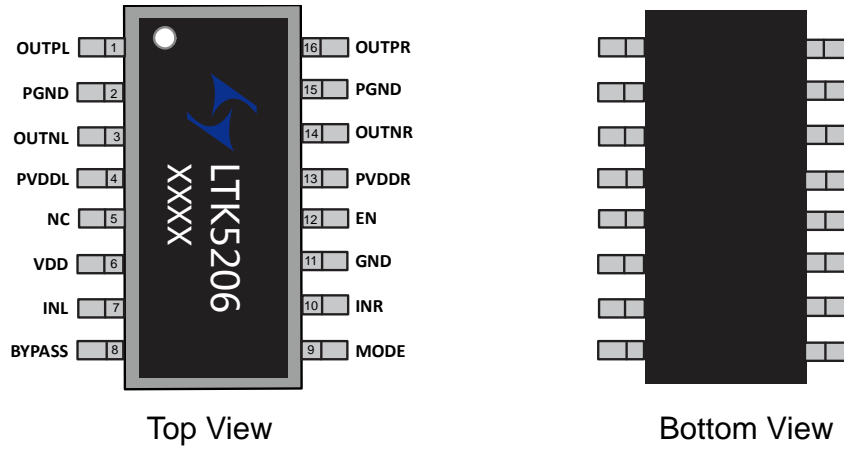 OUTPL 1 16 OUTPR
PGND 2 15 PGND
OUTNL 3 14 OUTNR
PVDDL 4 13 PVDDR
NC 5 12 EN
VDD 6 11 GND
INL 7 10 INR
BYPASS 8 9 MODE
LTK5206
XXXX
Top View
Bottom View